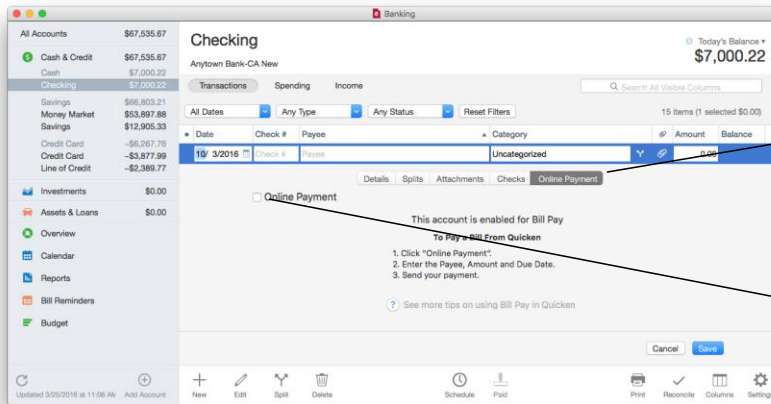 Banking
All Accounts $67,535.67
Cash & Credit $67,535.67
Cash $7,000.22
Checking $7,000.22
Savings $66,803.21
Money Market $53,897.88
Savings $12,905.33
Credit Card -$6,267.76
Credit Card -$3,877.99
Line of Credit -$2,389.77
Investments $0.00
Assets & Loans $0.00
Overview
Calendar
Reports
Bill Reminders
Budget
Updated 3/25/2016 at 11:08 AM Add Account
Checking
Anytown Bank-CA New
Today's Balance
$7,000.22
Transactions Spending Income
Search All Visible Columns
All Dates Any Type Any Status Reset Filters
15 items (1 selected $0.00)
Date Check # Payee Category Amount Balance
10/ 3/2016 Check # Payee Uncategorized 0.00
Details Splits Attachments Checks Online Payment
Online Payment
This account is enabled for Bill Pay
To Pay a Bill From Quicken
1. Click "Online Payment".
2. Enter the Payee, Amount and Due Date.
3. Send your payment.
? See more tips on using Bill Pay in Quicken
Cancel Save
New Edit Split Delete Schedule Paid Print Reconcile Columns Setting